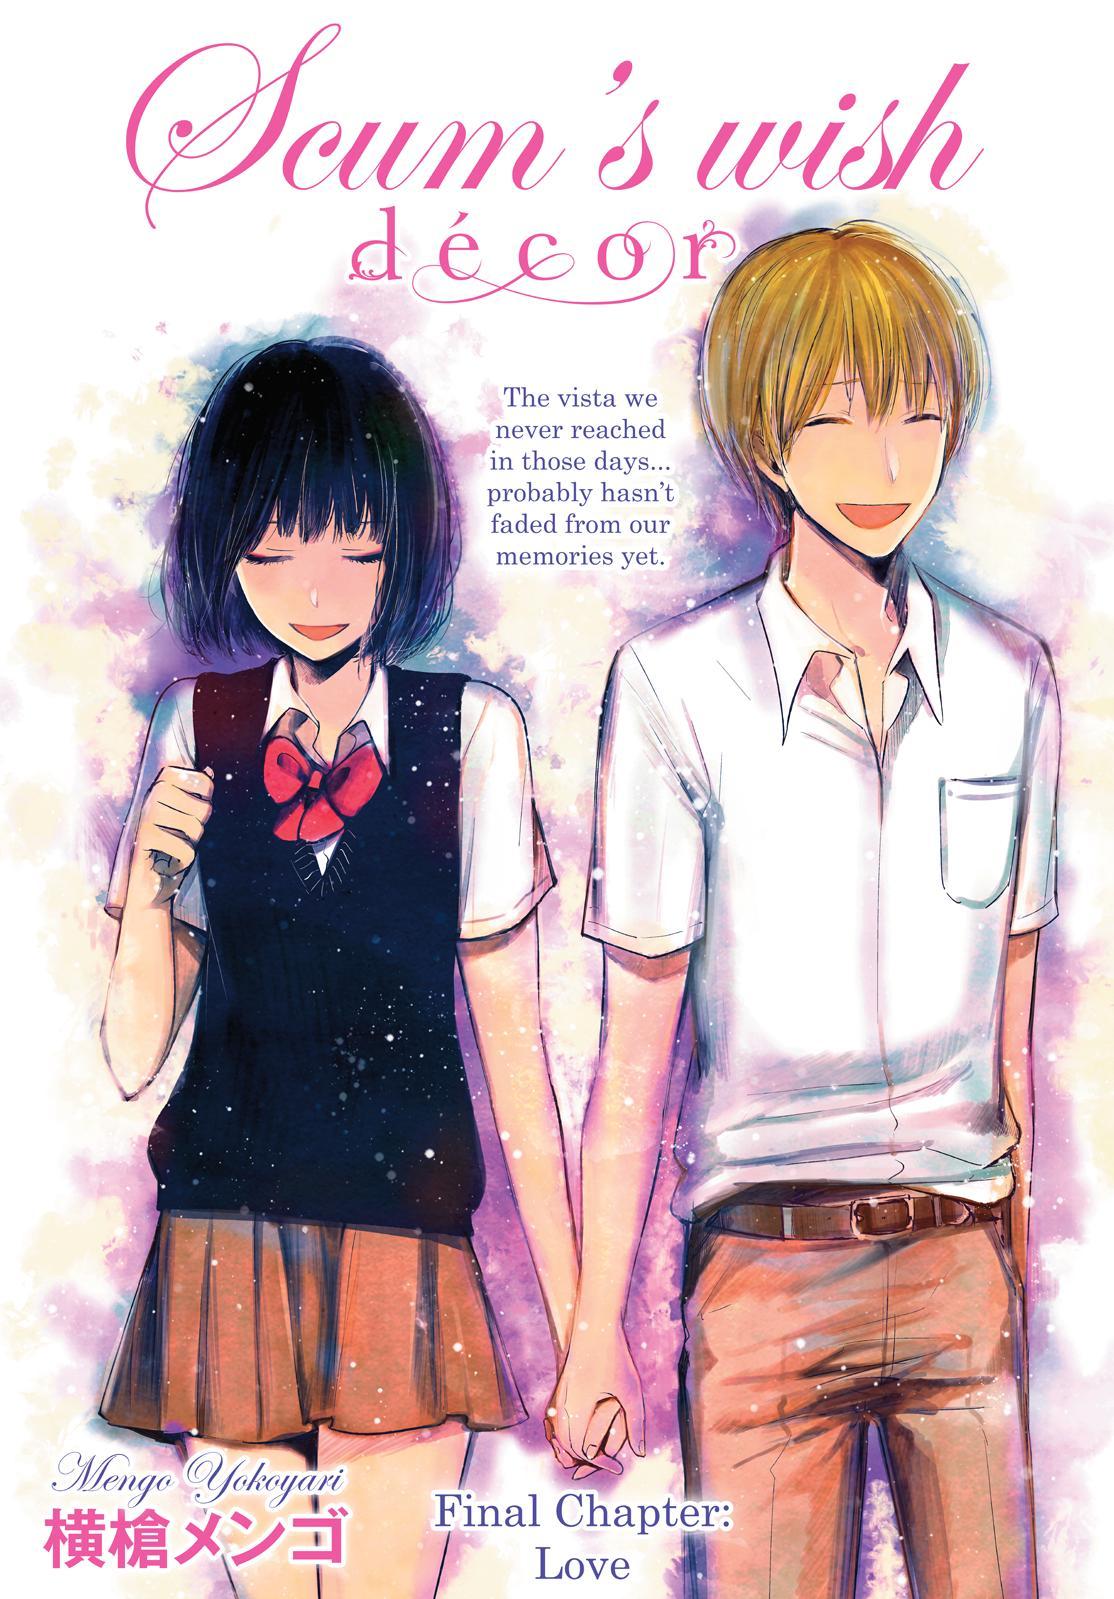 Scum's wish
décor
The vista we
never reached
in those days...
probably hasn't
faded from our
memories yet.
Mengo Yokoyari
横槍メンゴ
Final Chapter:
Love